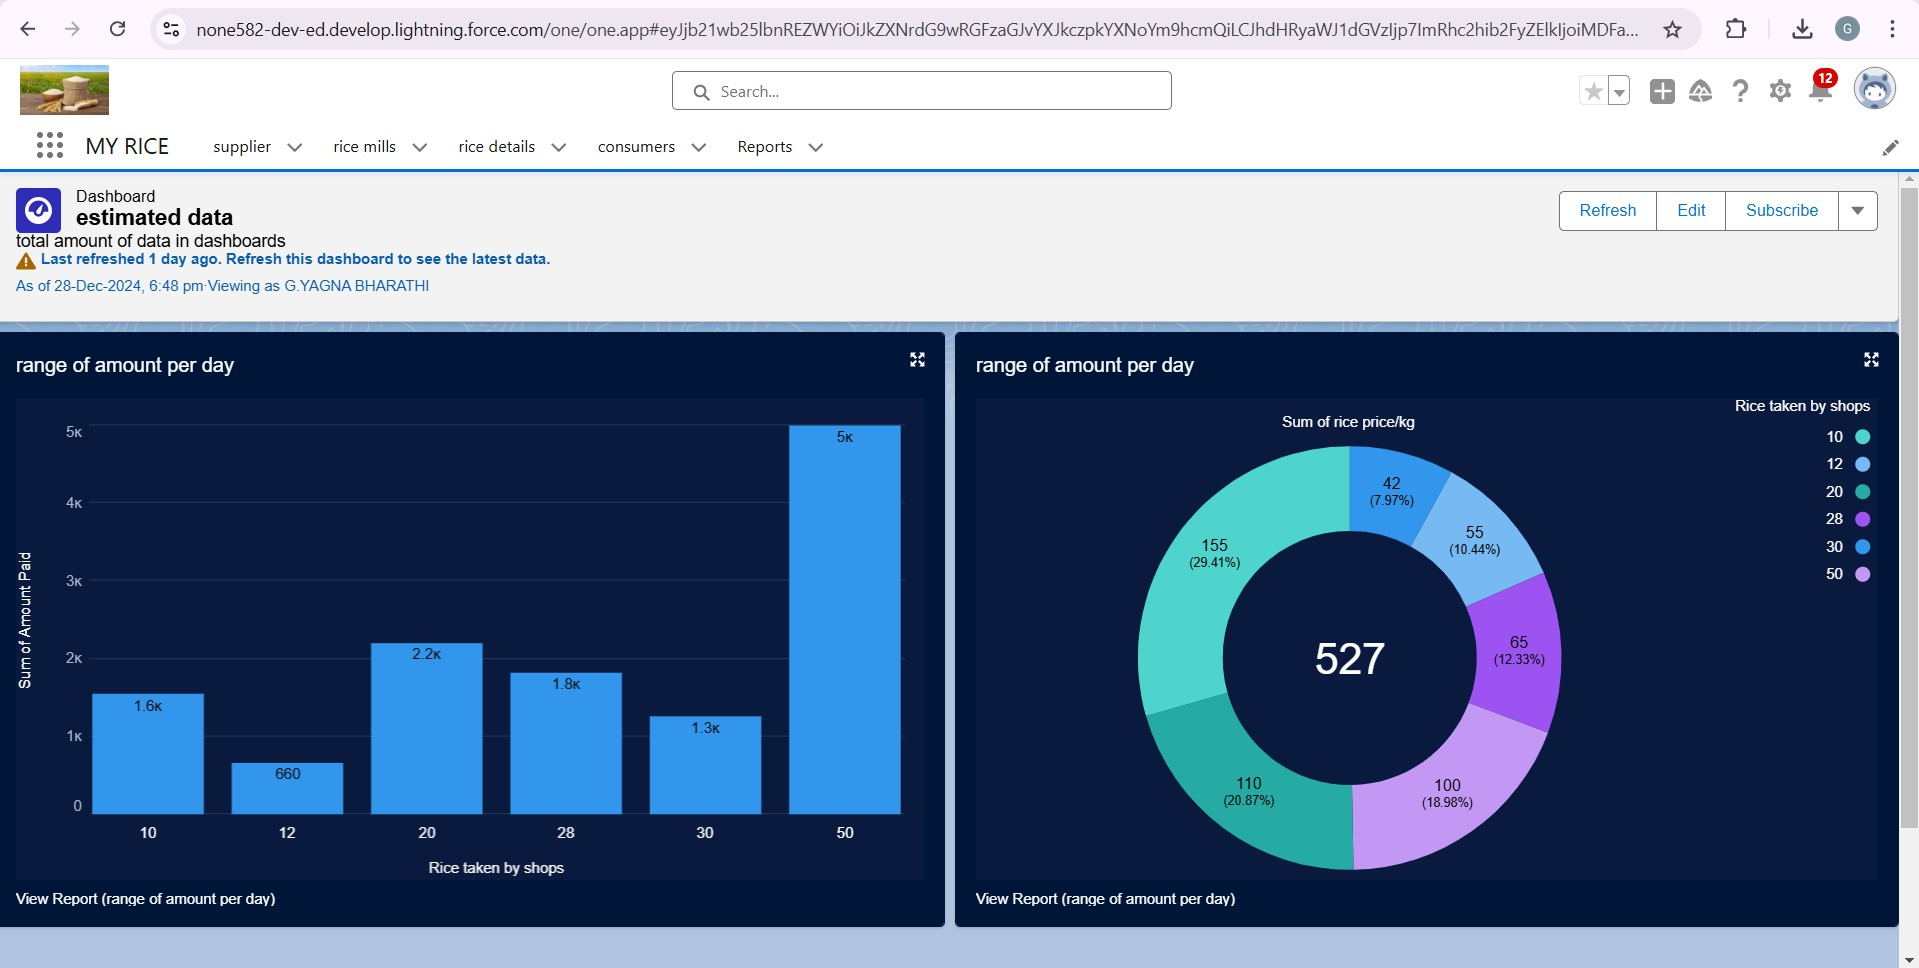 none582-dev-ed.develop.lightning.force.com/one/one.app#eyJjb21wb25lbnREZWYiOiJkZXNrdG9wRGFzaGJvYXJkczpkYXNoYm9hcmQiLCJhdHRyaWJ1dGVzIjp7ImRhc2hib2FyZElkIjoiMDFa...
G
Search...
12
MY RICE
supplier
rice mills
rice details
consumers
Reports
Dashboard
estimated data
total amount of data in dashboards
Last refreshed 1 day ago. Refresh this dashboard to see the latest data.
As of 28-Dec-2024, 6:48 pm·Viewing as G.YAGNA BHARATHI
Refresh
Edit
Subscribe
range of amount per day
Sum of Amount Paid
5K
4K
3K
2K
1K
0
1.6K
660
2.2K
1.8K
1.3K
5K
10
12
20
28
30
50
Rice taken by shops
View Report (range of amount per day)
range of amount per day
Sum of rice price/kg
42
(7.97%)
55
(10.44%)
65
(12.33%)
100
(18.98%)
110
(20.87%)
155
(29.41%)
527
Rice taken by shops
10
12
20
28
30
50
View Report (range of amount per day)